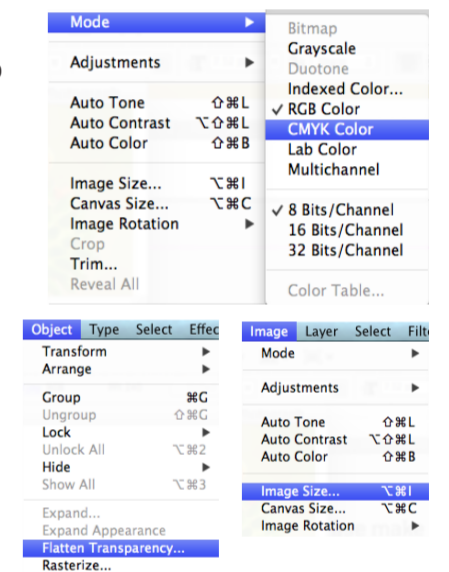 Mode
Adjustments
Auto Tone ⇧⌘L
Auto Contrast ⌥⇧⌘L
Auto Color ⇧⌘B
Image Size... ⌥⌘I
Canvas Size... ⌥⌘C
Image Rotation
Crop
Trim...
Reveal All
Bitmap
Grayscale
Duotone
Indexed Color...
✓ RGB Color
CMYK Color
Lab Color
Multichannel
✓ 8 Bits/Channel
16 Bits/Channel
32 Bits/Channel
Color Table...
Object Type Select Effec
Transform
Arrange
Group ⌘G
Ungroup ⇧⌘G
Lock
Unlock All ⌥⌘2
Hide
Show All ⌥⌘3
Expand...
Expand Appearance
Flatten Transparency...
Rasterize...
Image Layer Select Filt
Mode
Adjustments
Auto Tone ⇧⌘L
Auto Contrast ⌥⇧⌘L
Auto Color ⇧⌘B
Image Size... ⌥⌘I
Canvas Size... ⌥⌘C
Image Rotation